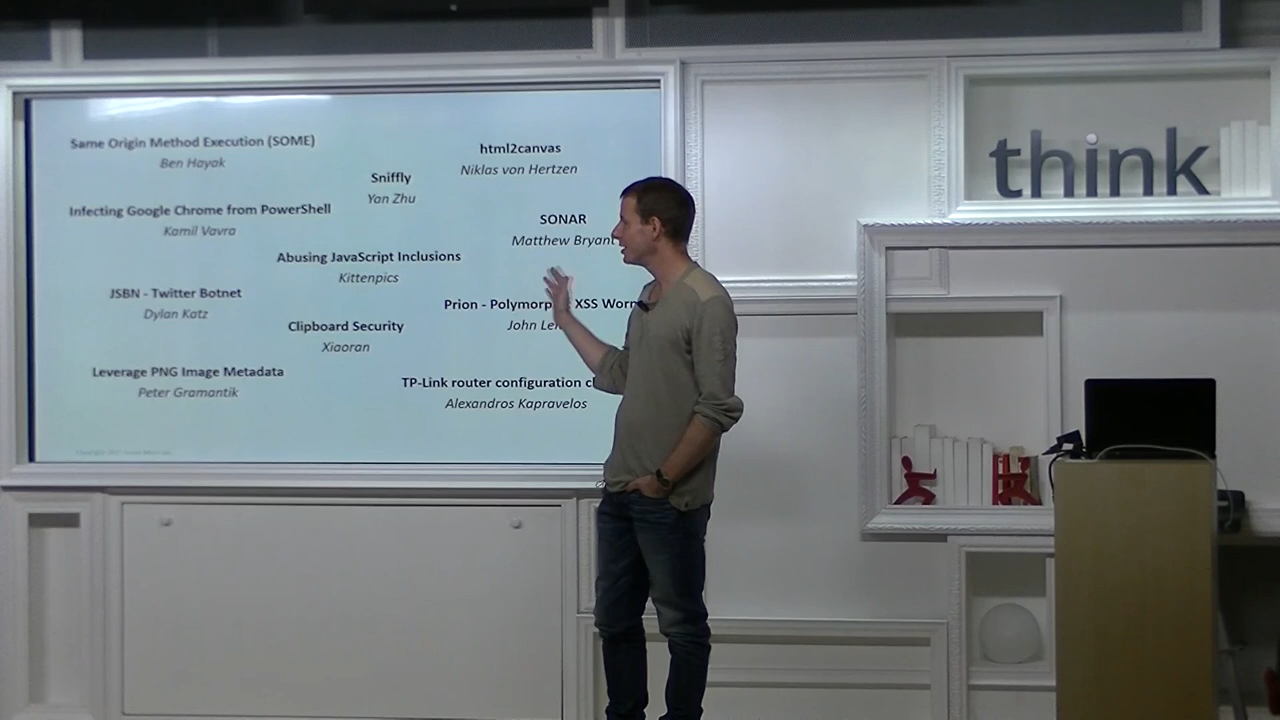 Same Origin Method Execution (SOME)
Ben Hayak
html2canvas
Niklas von Hertzen
Sniffly
Yan Zhu
Infecting Google Chrome from PowerShell
Kamil Vavra
SONAR
Matthew Bryant
Abusing JavaScript Inclusions
Kittenpics
JSBN - Twitter Botnet
Dylan Katz
Prion - XSS
John
Clipboard Security
Xiaoran
Leverage PNG Image Metadata
Peter Gramantik
TP-Link router configuration
Alexandros Kapravelos
think